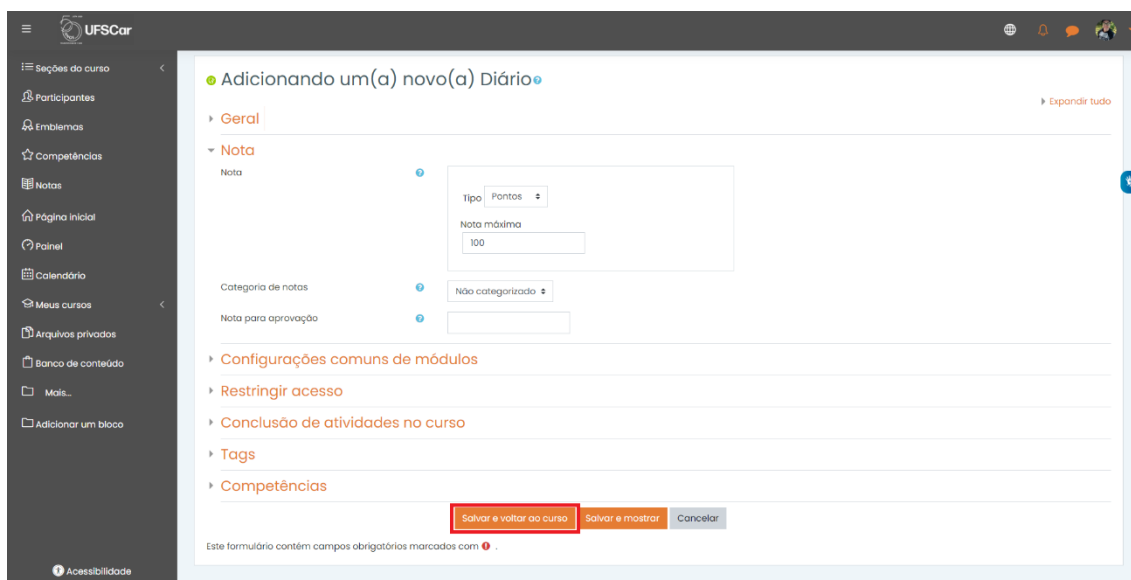 UFSCar
Seções do curso
Participantes
Emblemas
Competências
Notas
Página inicial
Painel
Calendário
Meus cursos
Arquivos privados
Banco de conteúdo
Mais...
Adicionar um bloco
Acessibilidade
Adicionando um(a) novo(a) Diário
Expandir tudo
Geral
Nota
Nota
Tipo Pontos
Nota máxima
100
Categoria de notas Não categorizado
Nota para aprovação
Configurações comuns de módulos
Restringir acesso
Conclusão de atividades no curso
Tags
Competências
Salvar e voltar ao curso Salvar e mostrar Cancelar
Este formulário contém campos obrigatórios marcados com .